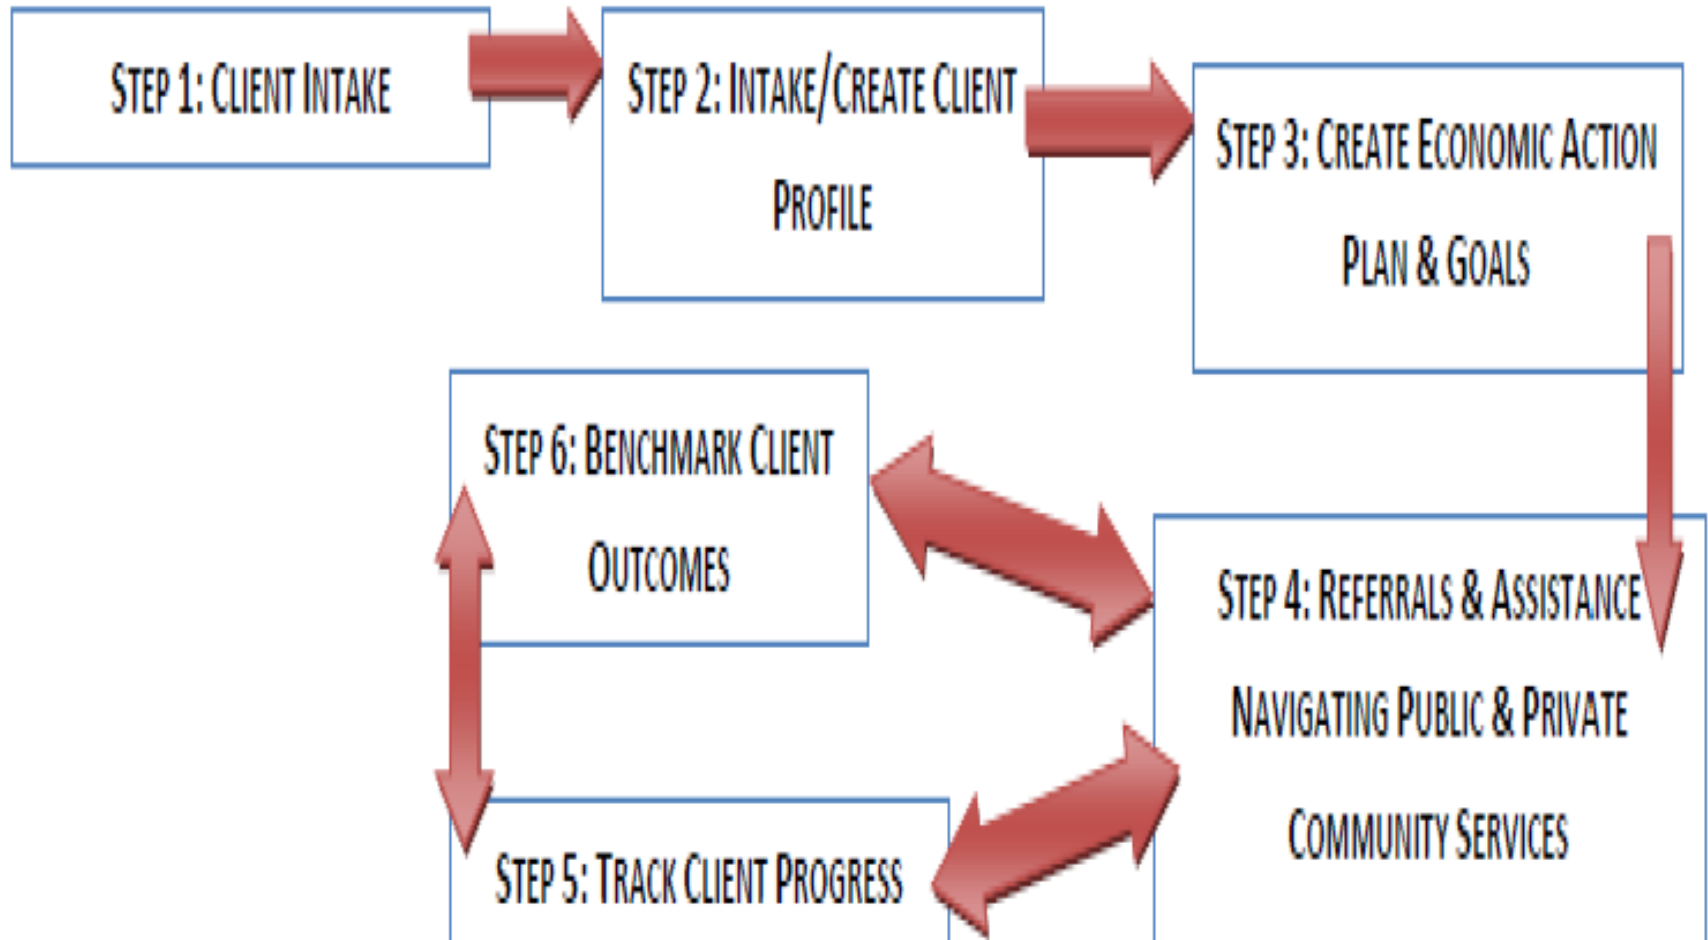 STEP 1: CLIENT INTAKE
STEP 2: INTAKE/CREATE CLIENT
PROFILE
STEP 3: CREATE ECONOMIC ACTION
PLAN & GOALS
STEP 4: REFERRALS & ASSISTANCE
NAVIGATING PUBLIC & PRIVATE
COMMUNITY SERVICES
STEP 5: TRACK CLIENT PROGRESS
STEP 6: BENCHMARK CLIENT
OUTCOMES